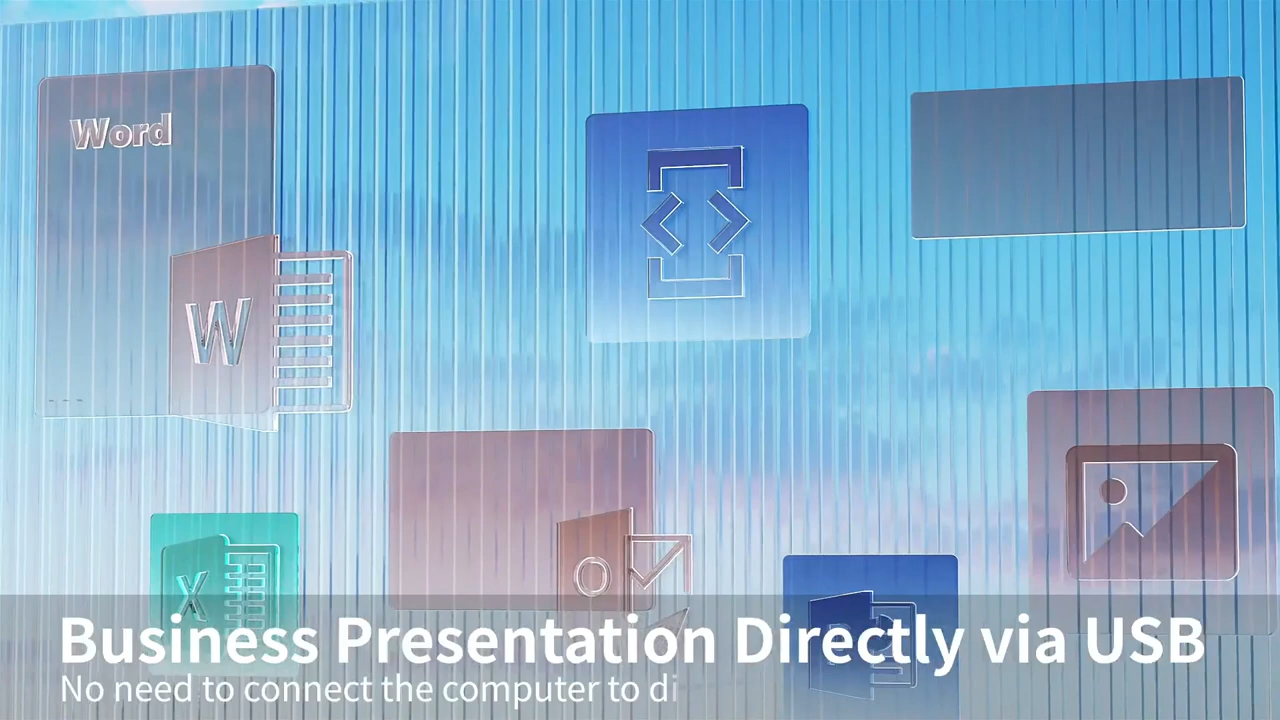 Word
W
X
O
P
Business Presentation Directly via USB
No need to connect the computer to di